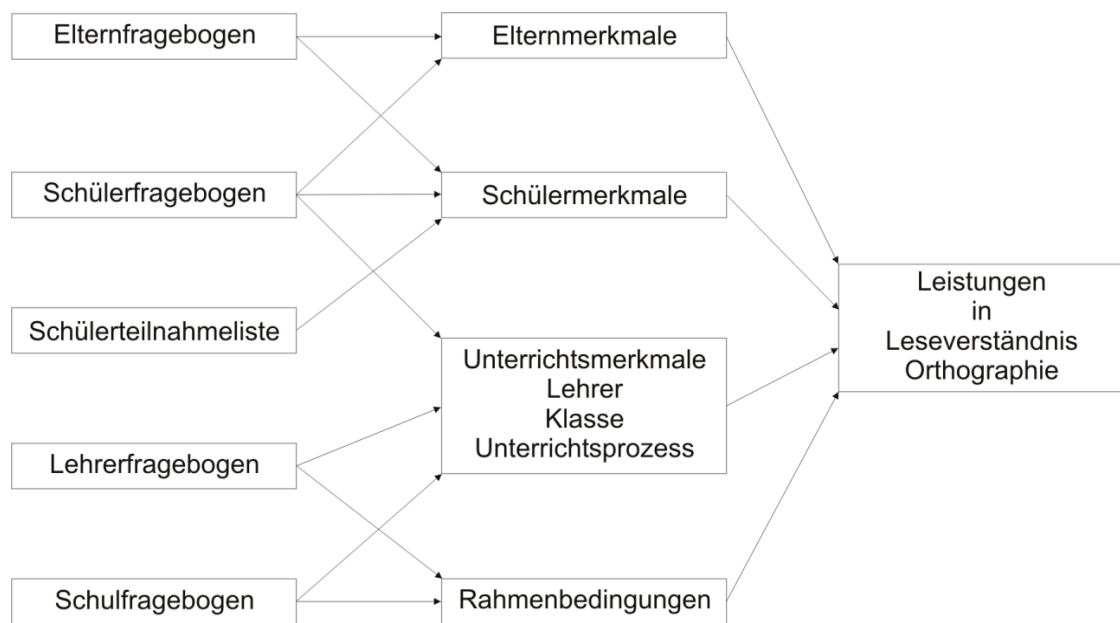 Elternfragebogen
Elternmerkmale
Schülerfragebogen
Schülermerkmale
Schülerteilnahmeliste
Unterrichtsmerkmale
Lehrer
Klasse
Unterrichtsprozess
Leistungen
in
Leseverständnis
Orthographie
Lehrerfragebogen
Schulfragebogen
Rahmenbedingungen